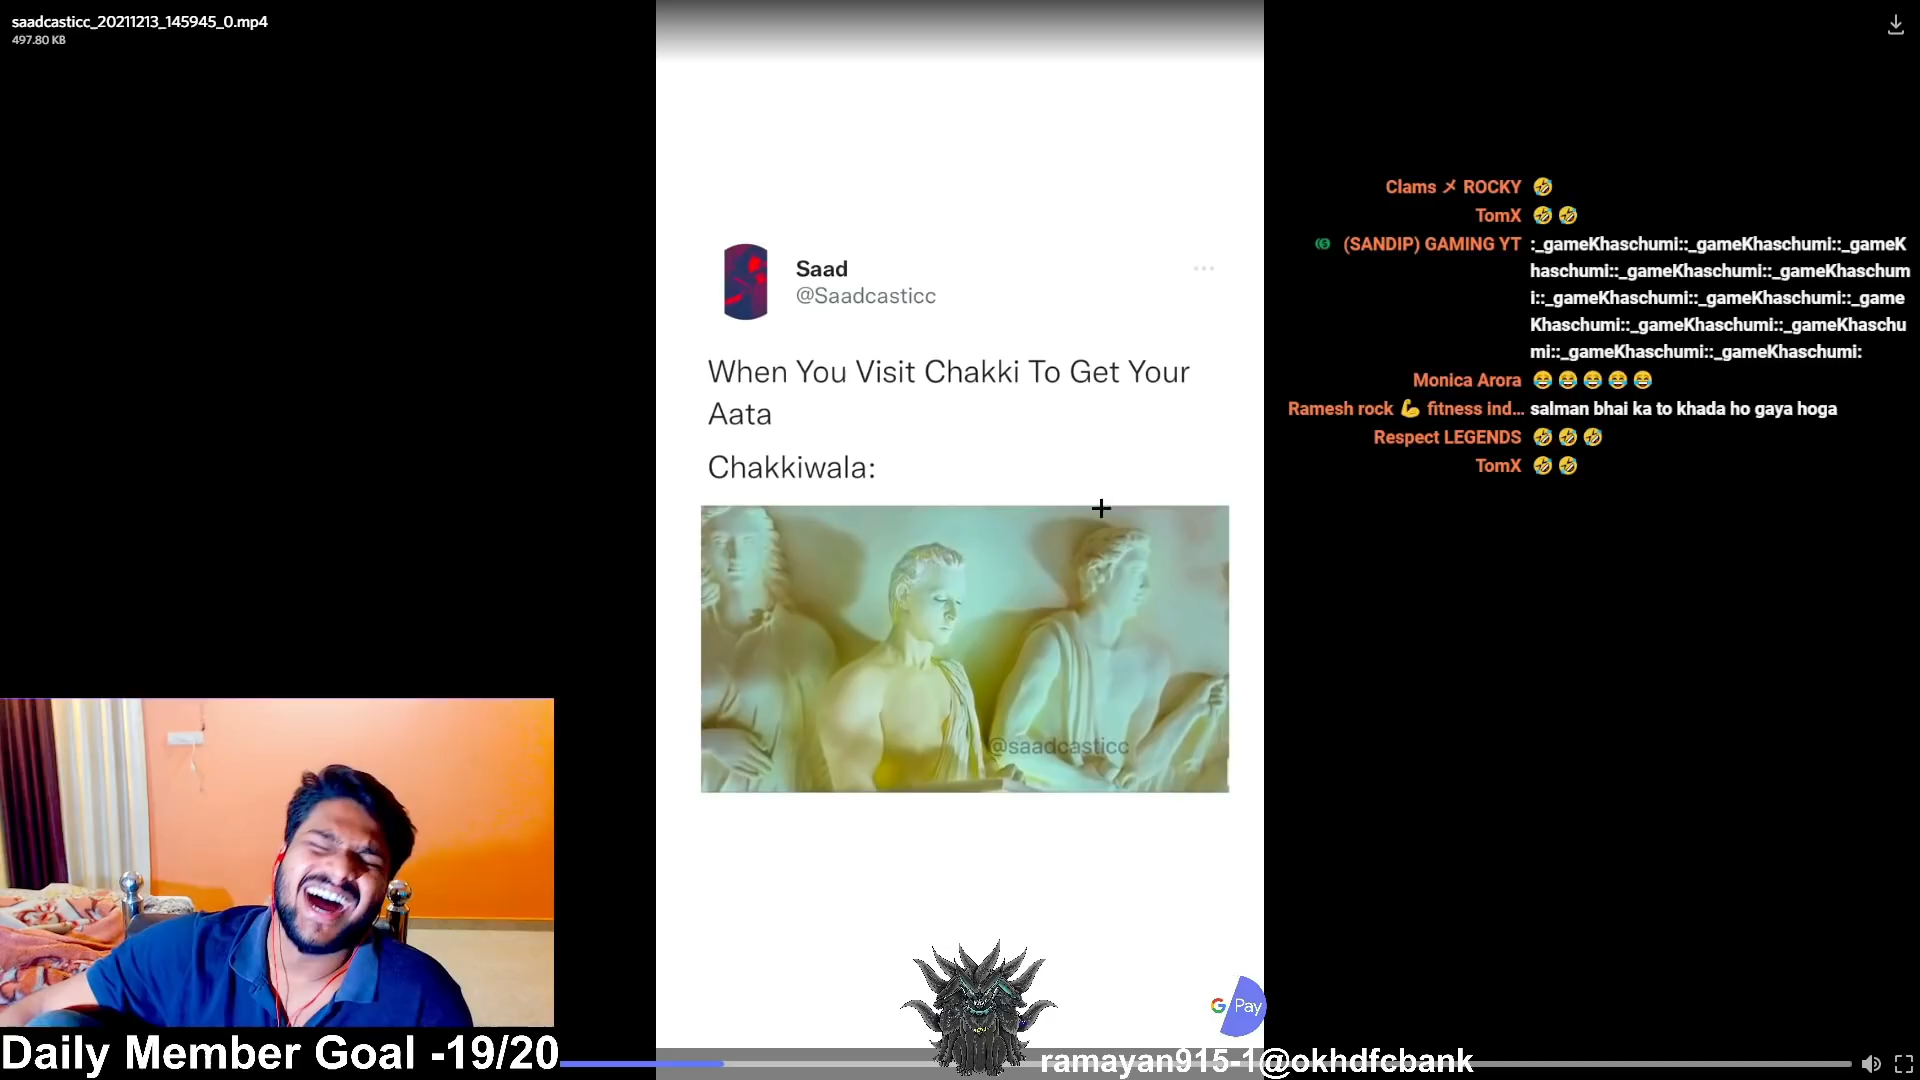 saadcasticc_20211213_145945_0.mp4
497.80 KB
Saad
@Saadcasticc
When You Visit Chakki To Get Your
Aata
Chakkiwala:
@saadcasticc
Clams メ ROCKY 🤣
TomX 🤣🤣
(SANDIP) GAMING YT :_gameKhaschumi::_gameKhaschumi::_gameK
haschumi::_gameKhaschumi::_gameKhaschum
i::_gameKhaschumi::_gameKhaschumi::_game
Khaschumi::_gameKhaschumi::_gameKhaschu
mi::_gameKhaschumi::_gameKhaschumi:
Monica Arora 😂😂😂😂😂
Ramesh rock 💪 fitness ind... salman bhai ka to khada ho gaya hoga
Respect LEGENDS 🤣🤣🤣
TomX 🤣🤣
G Pay
Daily Member Goal -19/20
ramayan915-1@okhdfcbank